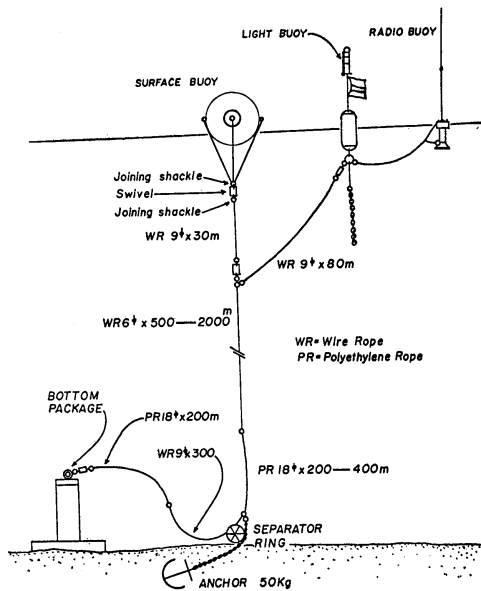 LIGHT BUOY
RADIO BUOY
SURFACE BUOY
Joining shackle
Swivel
Joining shackle
WR 9ϕ x 30m
WR 9ϕ x 80m
WR6ϕ x 500 — 2000m
WR = Wire Rope
PR = Polyethylene Rope
BOTTOM
PACKAGE
PR18ϕ x 200m
WR9ϕ x 300
PR 18ϕ x 200 — 400m
SEPARATOR
RING
ANCHOR 50Kg